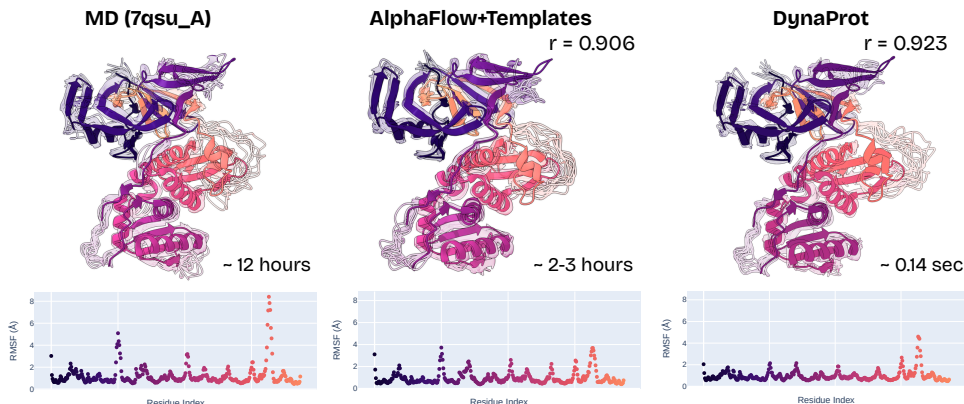 MD (7qsu_A)
AlphaFlow+Templates
DynaProt
r = 0.906
r = 0.923
~ 12 hours
~ 2-3 hours
~ 0.14 sec
RMSF (Å)
8
6
4
2
0
Residue Index
RMSF (Å)
8
6
4
2
0
Residue Index
RMSF (Å)
8
6
4
2
0
Residue Index